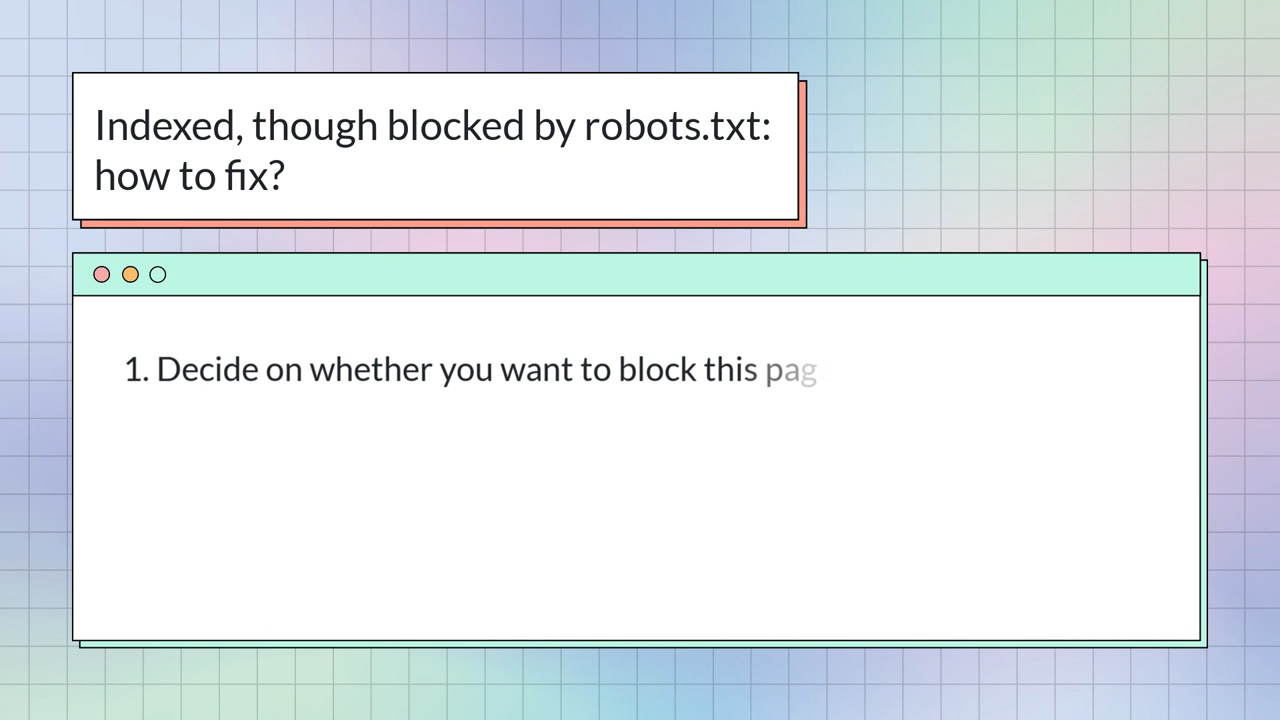 Indexed, though blocked by robots.txt:
how to fix?
1. Decide on whether you want to block this pag